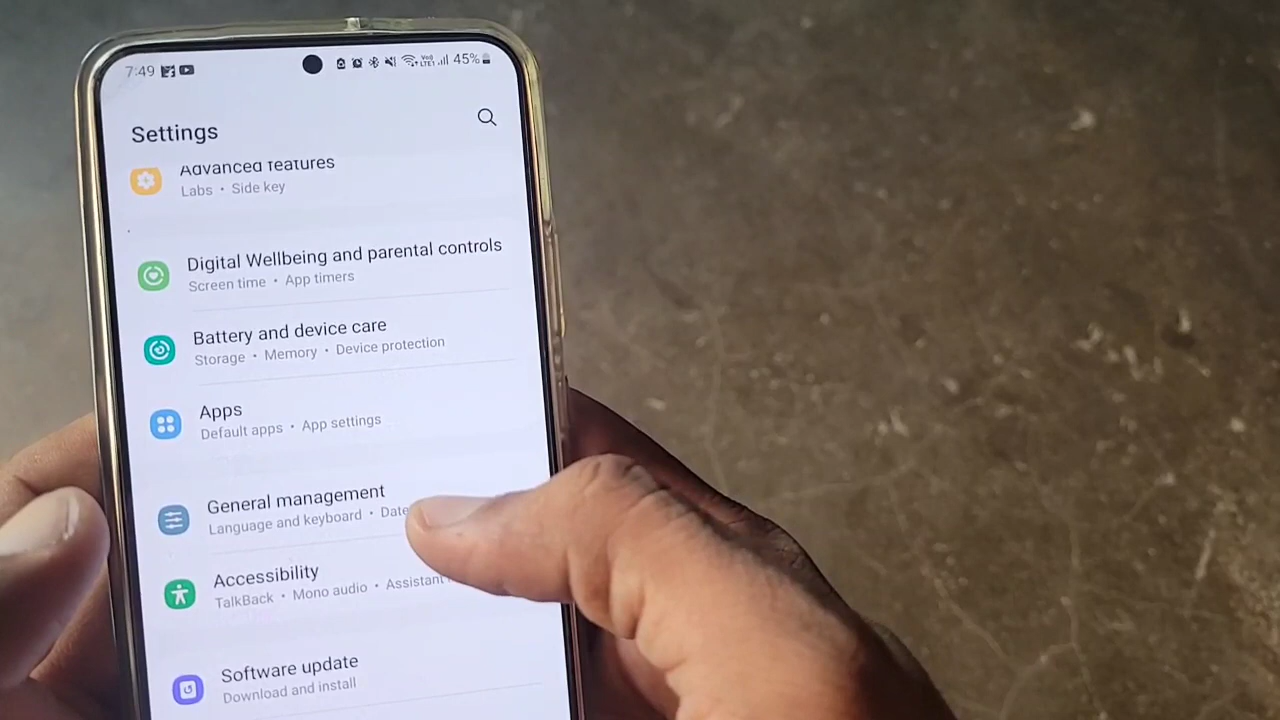 7:49 45%
Settings
Advanced features
Labs • Side key
Digital Wellbeing and parental controls
Screen time • App timers
Battery and device care
Storage • Memory • Device protection
Apps
Default apps • App settings
General management
Language and keyboard • Date
Accessibility
TalkBack • Mono audio • Assistant
Software update
Download and install